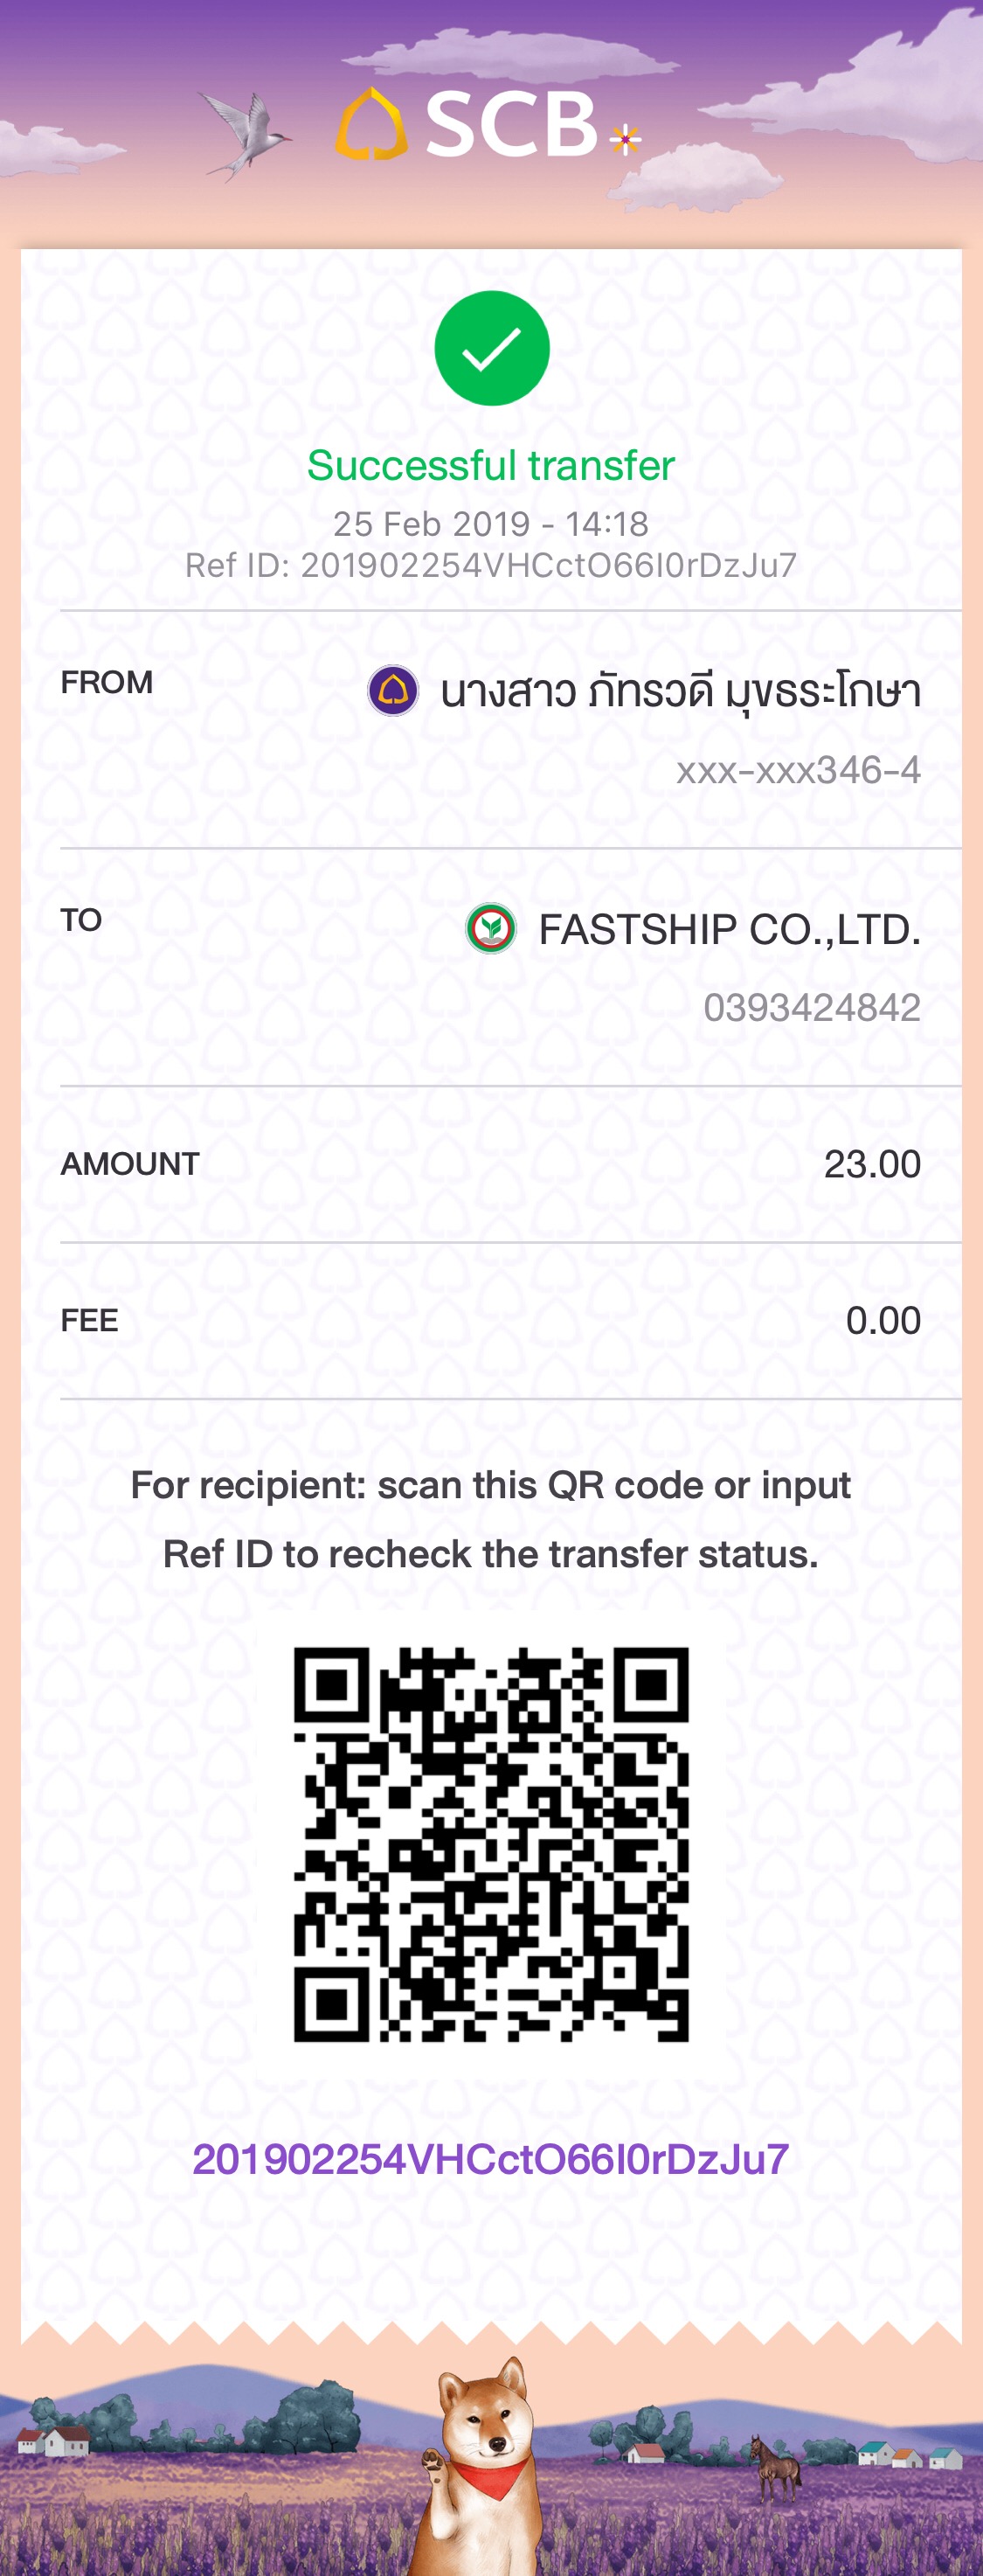 SCB
Successful transfer
25 Feb 2019 - 14:18
Ref ID: 201902254VHCctO66I0rDzJu7
FROM
นางสาว ภัทรวดี มุขธระโกษา
xxx-xxx346-4
TO
FASTSHIP CO.,LTD.
0393424842
AMOUNT
23.00
FEE
0.00
For recipient: scan this QR code or input
Ref ID to recheck the transfer status.
201902254VHCctO66I0rDzJu7